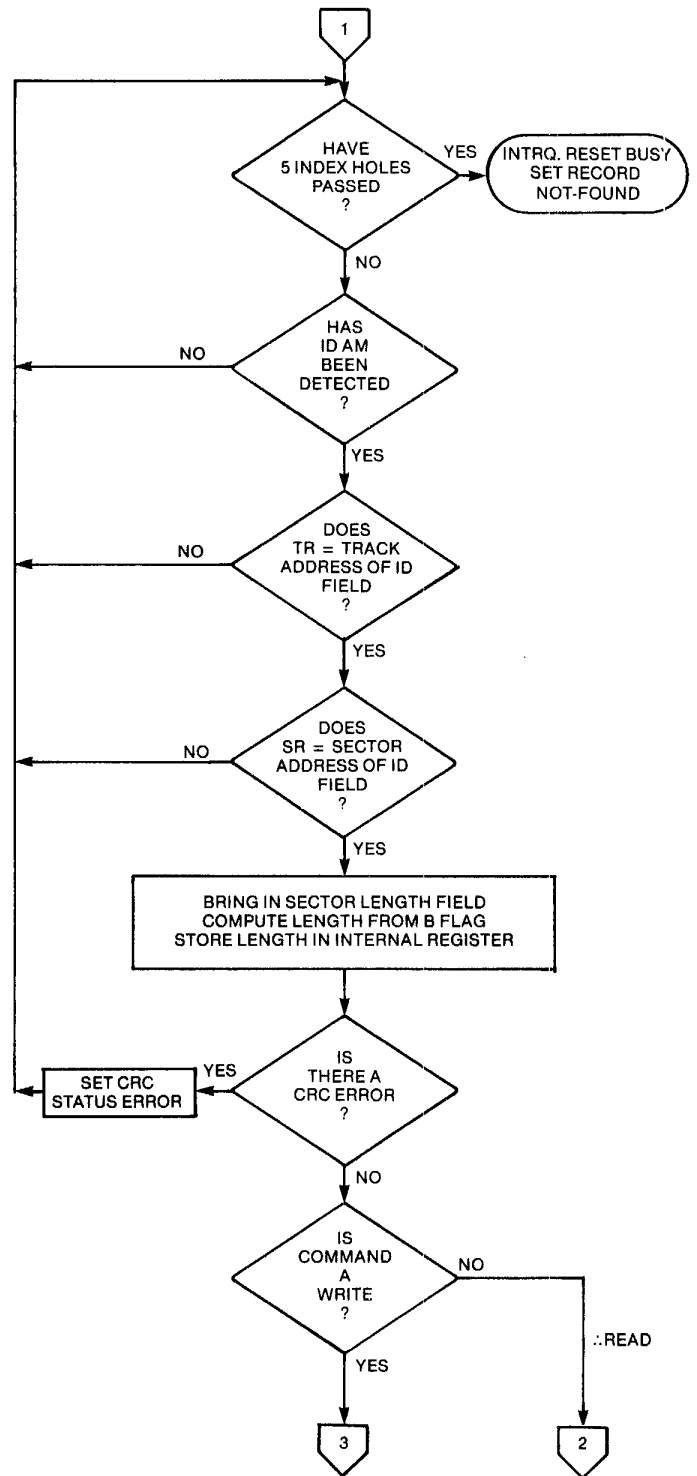 1
HAVE
5 INDEX HOLES
PASSED
?
YES
INTRQ. RESET BUSY
SET RECORD
NOT-FOUND
NO
HAS
ID AM
BEEN
DETECTED
?
NO
YES
DOES
TR = TRACK
ADDRESS OF ID
FIELD
?
NO
YES
DOES
SR = SECTOR
ADDRESS OF ID
FIELD
?
NO
YES
BRING IN SECTOR LENGTH FIELD
COMPUTE LENGTH FROM B FLAG
STORE LENGTH IN INTERNAL REGISTER
IS
THERE A
CRC ERROR
?
YES
SET CRC
STATUS ERROR
NO
IS
COMMAND
A
WRITE
?
NO
∴READ
YES
3
2